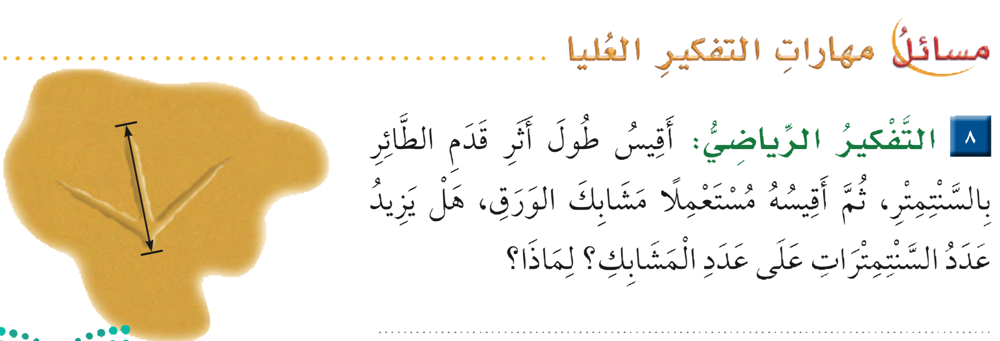 مسائلُ مهاراتِ التفكيرِ العُليا
٨ التَّفْكيرُ الرِّياضِيُّ: أَقِيسُ طُولَ أَثَرِ قَدَمِ الطَّائِرِ
بِالسَّنْتِمِتْرِ، ثُمَّ أَقِيسُهُ مُسْتَعْمِلًا مَشَابِكَ الوَرَقِ، هَلْ يَزِيدُ
عَدَدُ السَّنْتِمِتْرَاتِ عَلَى عَدَدِ الْمَشَابِكِ؟ لِمَاذَا؟